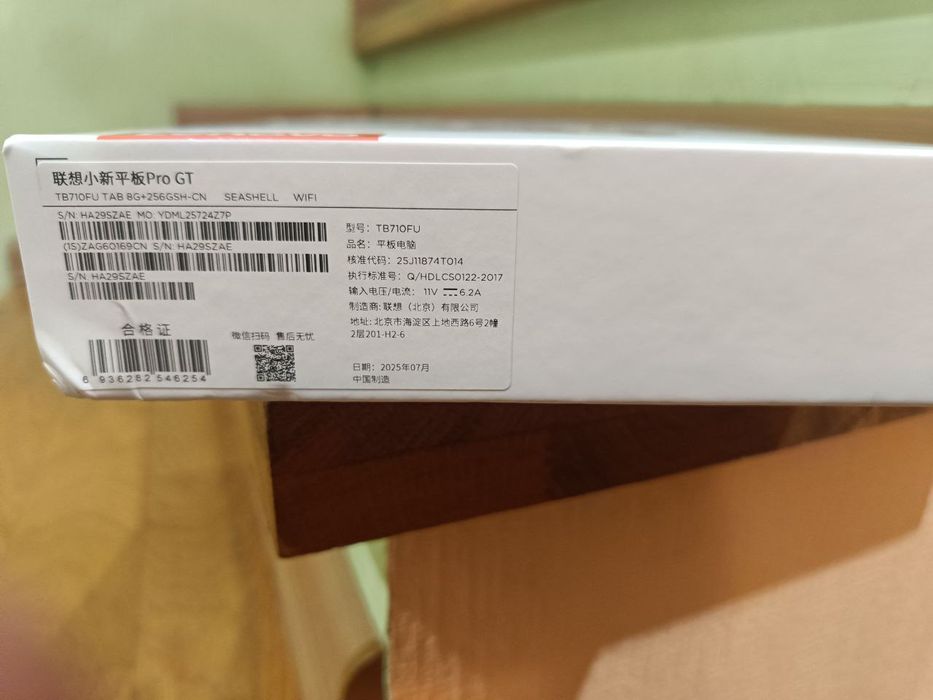 联想小新平板Pro GT
TB710FU TAB 8G+256GSH-CN SEASHELL WIFI
S/N: HA29SZAE MO: YDML25724Z7P
(1S)ZAG60169CN S/N: HA29SZAE
S/N: HA29SZAE
合格证
6 936282 546254
微信扫码 售后无忧
型号: TB710FU
品名: 平板电脑
核准代码: 25J11B74T014
执行标准号: Q/HDLCS0122-2017
输入电压/电流: 11V ⎓ 6.2A
制造商: 联想 (北京) 有限公司
地址: 北京市海淀区上地西路6号2幢
2层201-H2-6
日期: 2025年07月
中国制造